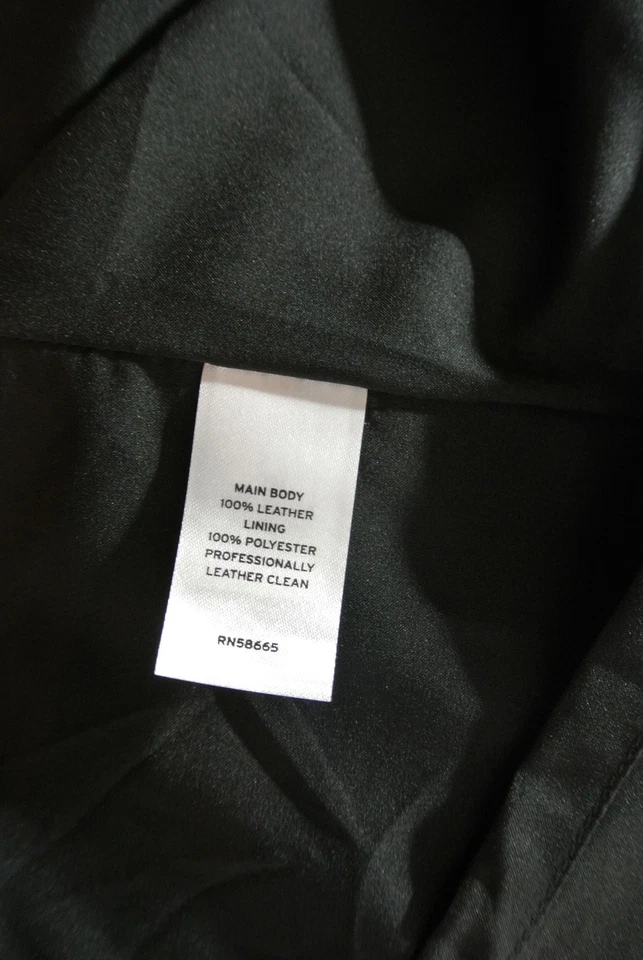 MAIN BODY
100% LEATHER
LINING
100% POLYESTER
PROFESSIONALLY
LEATHER CLEAN
RN58665